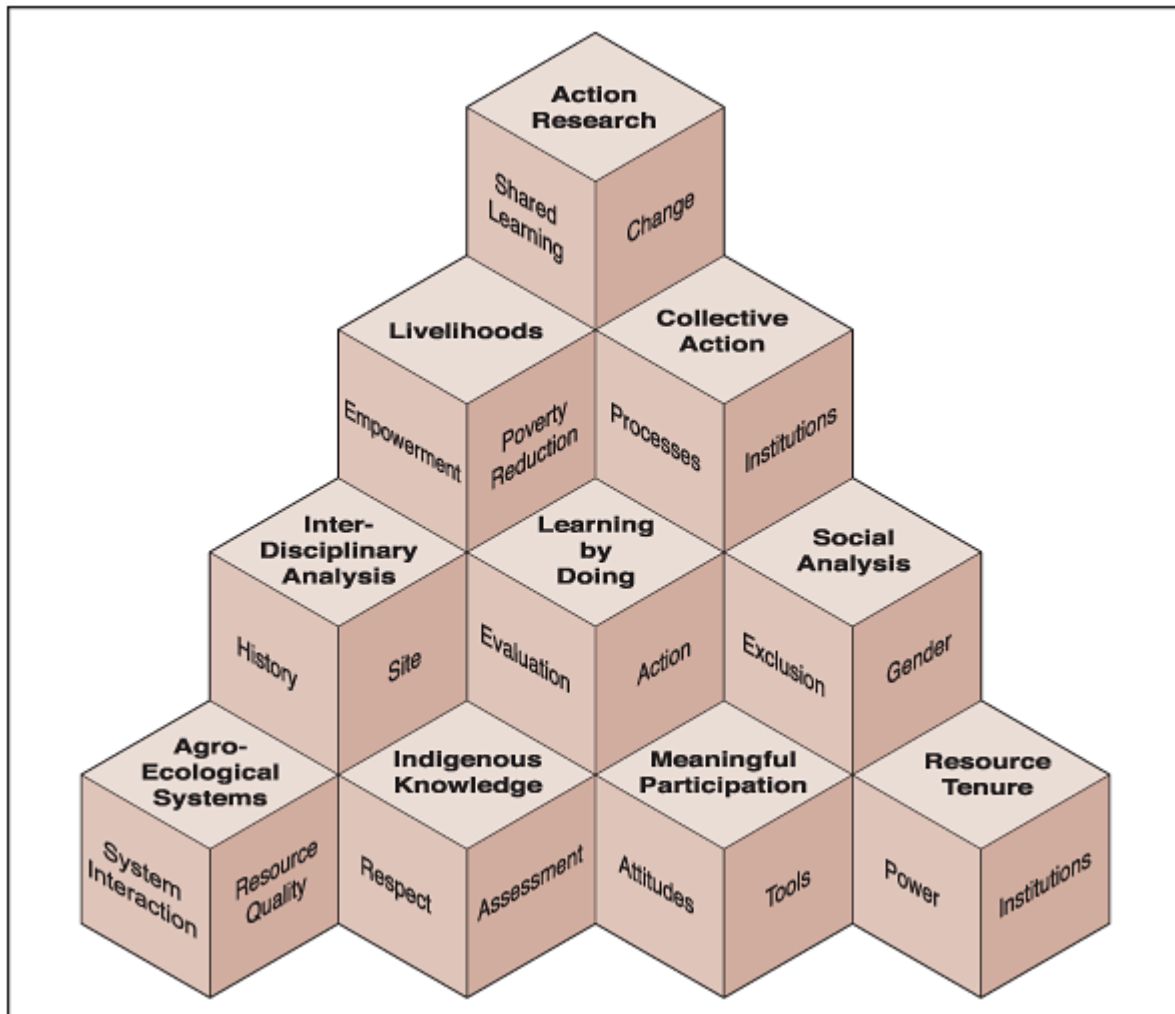 Action
Research
Shared
Learning
Change
Livelihoods
Collective
Action
Empowerment
Poverty
Reduction
Processes
Institutions
Inter-
Disciplinary
Analysis
Learning
by
Doing
Social
Analysis
History
Site
Evaluation
Action
Exclusion
Gender
Agro-
Ecological
Systems
Indigenous
Knowledge
Meaningful
Participation
Resource
Tenure
System
Interaction
Resource
Quality
Respect
Assessment
Attitudes
Tools
Power
Institutions